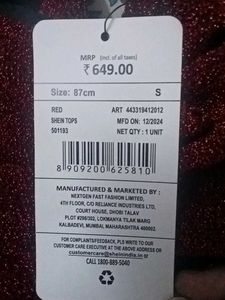 MRP (Incl. of all taxes)
₹649.00
Size: 87cm S
RED ART 443319412012
SHEIN TOPS MFD ON: 12/2024
501193 NET QTY : 1 UNIT
8 909200 625810
MANUFACTURED & MARKETED BY :
NEXTGEN FAST FASHION LIMITED,
4TH FLOOR, C/O RELIANCE INDUSTRIES LTD,
COURT HOUSE, DHOBI TALAV
PLOT #298/302, LOKMANYA TILAK MARG
KALBADEVI, MUMBAI, MAHARASHTRA 400002
FOR COMPLAINTS/FEEDBACK, PLS WRITE TO OUR
CUSTOMER CARE EXECUTIVE AT THE ABOVE ADDRESS OR
customercare@sheinindia.in or
CALL 1800-889-5040